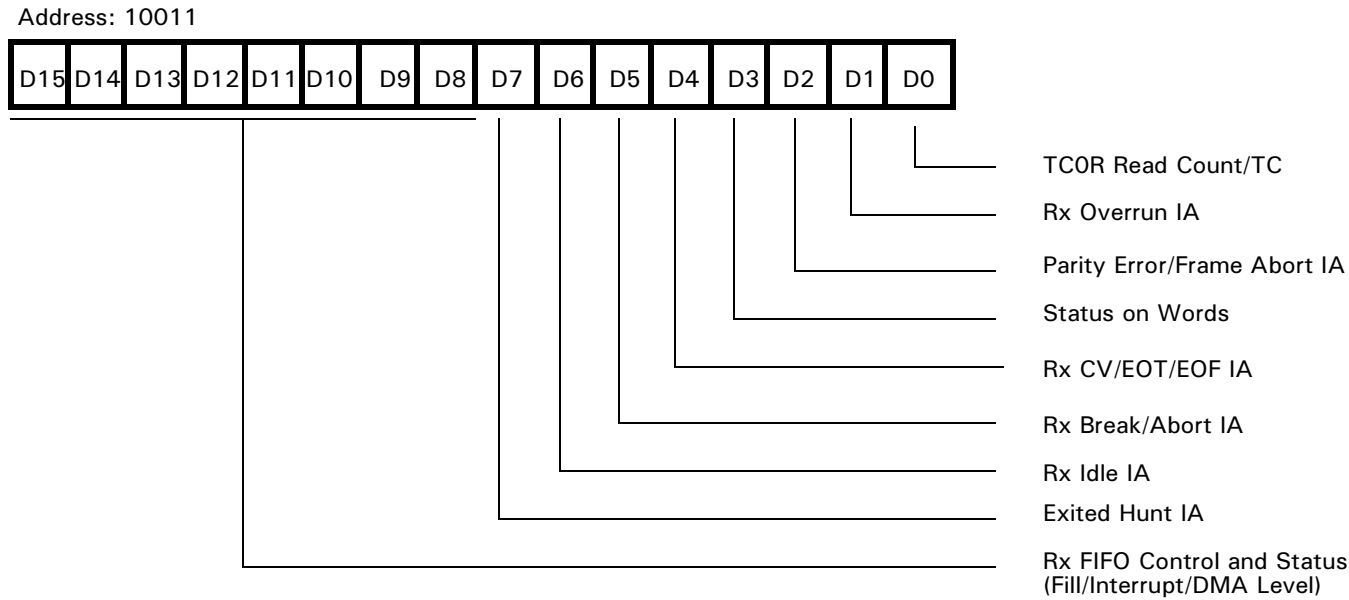 Address: 10011
D15 D14 D13 D12 D11 D10 D9 D8 D7 D6 D5 D4 D3 D2 D1 D0
TC0R Read Count/TC
Rx Overrun IA
Parity Error/Frame Abort IA
Status on Words
Rx CV/EOT/EOF IA
Rx Break/Abort IA
Rx Idle IA
Exited Hunt IA
Rx FIFO Control and Status
(Fill/Interrupt/DMA Level)